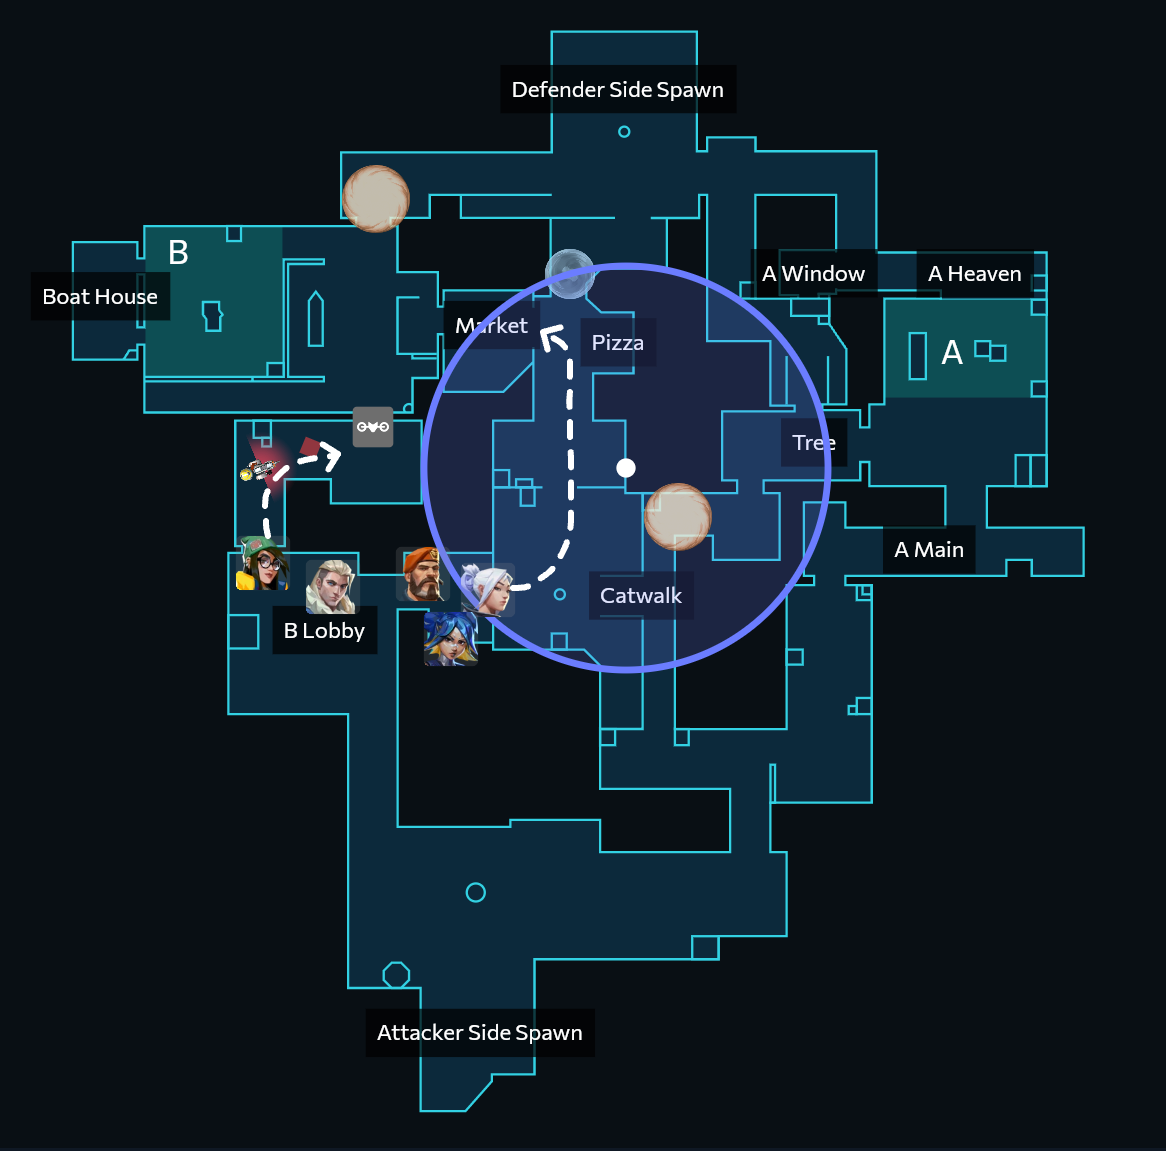 Defender Side Spawn
B
A Window
A Heaven
Boat House
Market
Pizza
A
Tree
A Main
Catwalk
B Lobby
Attacker Side Spawn